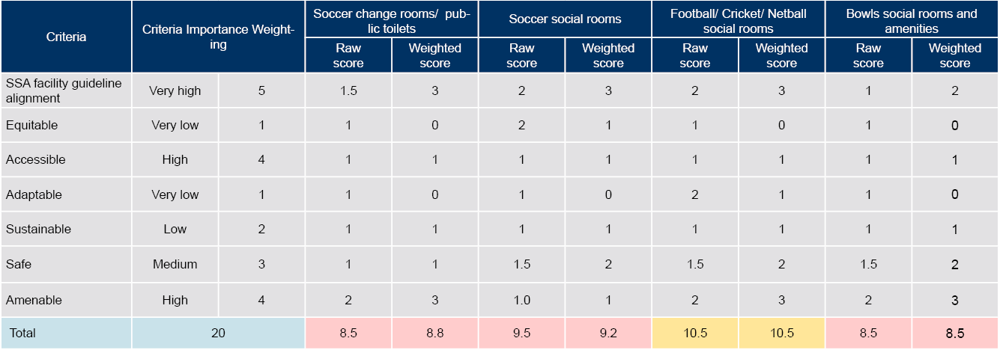 Criteria
Criteria Importance Weight-
ing
Soccer change rooms/ pub-
lic toilets
Soccer social rooms
Football/ Cricket/ Netball
social rooms
Bowls social rooms and
amenities
Raw
score
Weighted
score
Raw
score
Weighted
score
Raw
score
Weighted
score
Raw
score
Weighted
score
SSA facility guideline
alignment
Very high 5 1.5 3 2 3 2 3 1 2
Equitable Very low 1 1 0 2 1 1 0 1 0
Accessible High 4 1 1 1 1 1 1 1 1
Adaptable Very low 1 1 0 1 0 2 1 1 0
Sustainable Low 2 1 1 1 1 1 1 1 1
Safe Medium 3 1 1 1.5 2 1.5 2 1.5 2
Amenable High 4 2 3 1.0 1 2 3 2 3
Total 20 8.5 8.8 9.5 9.2 10.5 10.5 8.5 8.5